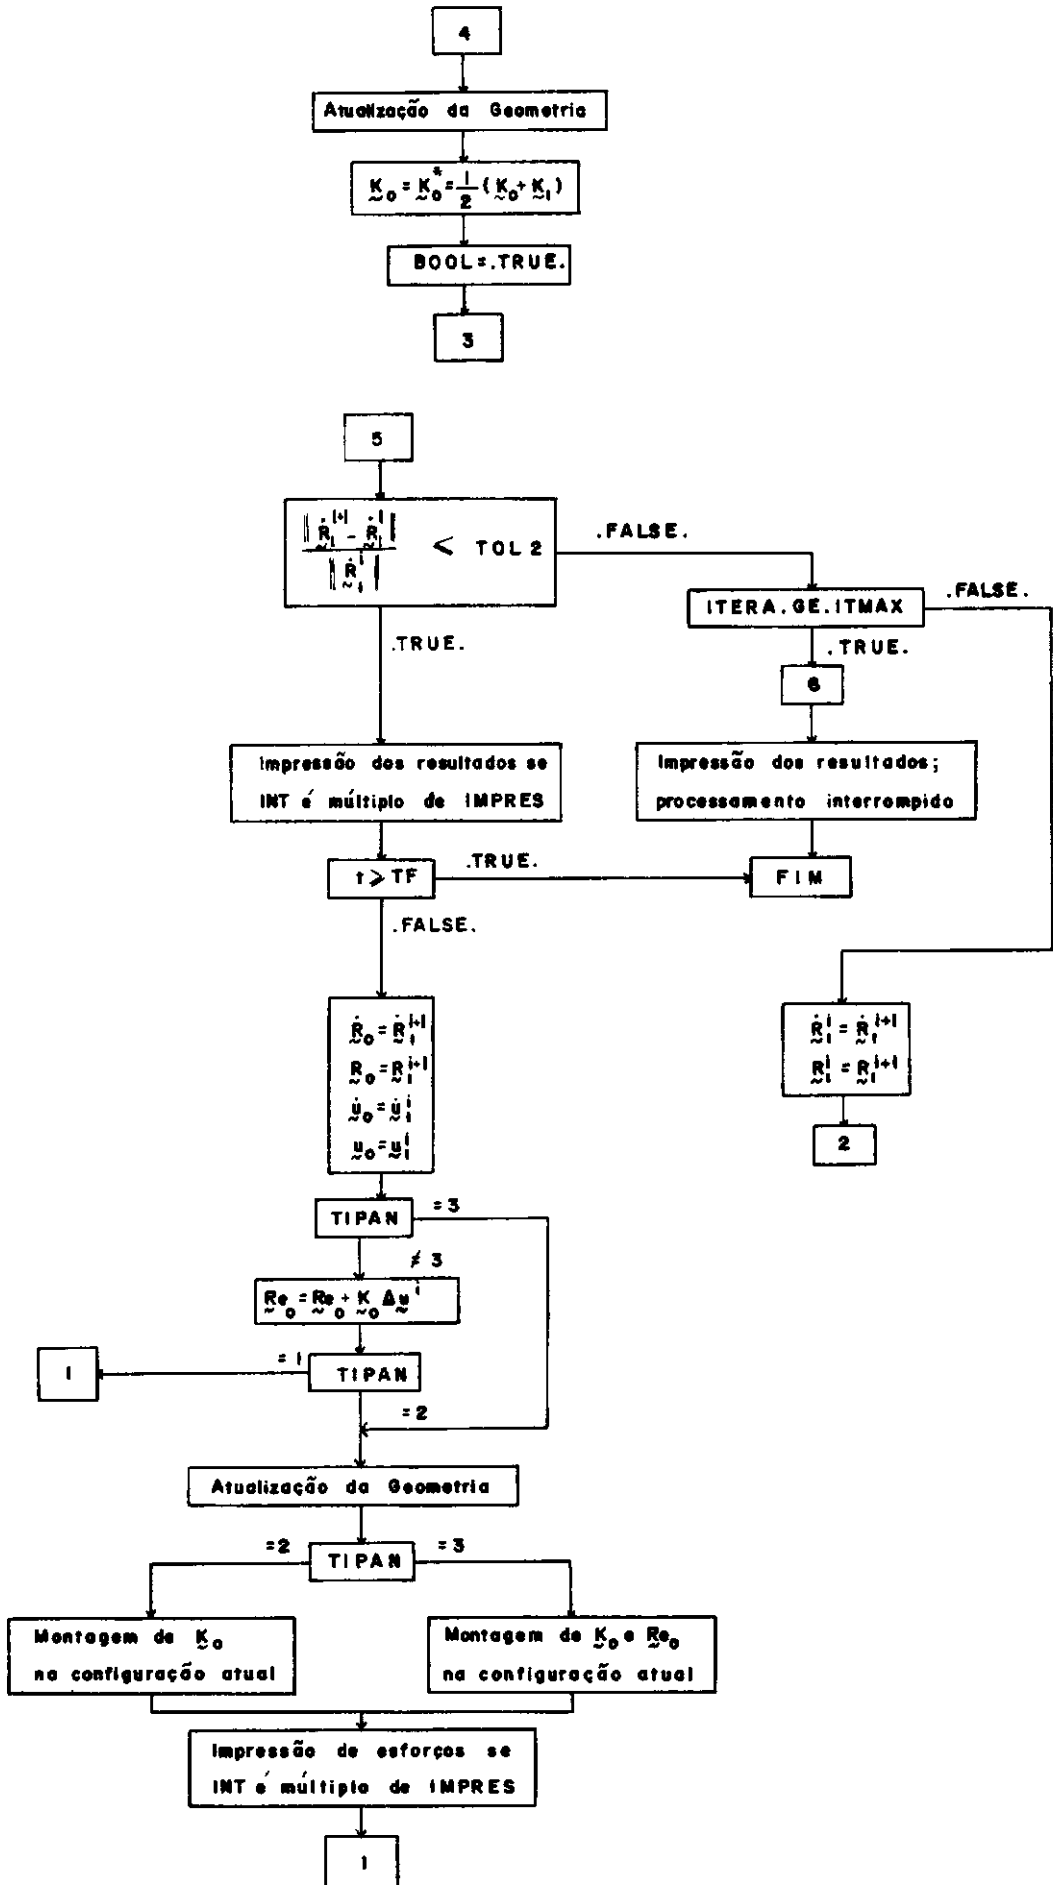 4
Atualização da Geometria
K₀ = K₀* = 1/2 (K₀ + K₁)
BOOL = .TRUE.
3
5
‖Ṙ₁ⁱ⁺¹ - Ṙ₁ⁱ‖ / ‖Ṙ₁ⁱ‖ < TOL 2
.FALSE.
ITERA.GE.ITMAX
.FALSE.
.TRUE.
.TRUE.
6
Impressão dos resultados se
INT é múltiplo de IMPRES
Impressão dos resultados;
processamento interrompido
t ⩾ TF
.TRUE.
FIM
.FALSE.
Ṙ₀ = Ṙ₁ⁱ⁺¹
R₀ = R₁ⁱ⁺¹
u̇₀ = u̇₁ⁱ
u₀ = u₁ⁱ
Ṙ₁ⁱ = Ṙ₁ⁱ⁺¹
R₁ⁱ = R₁ⁱ⁺¹
2
TIPAN
= 3
≠ 3
Re₀ = Re₀ + K₀ Δuⁱ
1
= 1
TIPAN
= 2
Atualização da Geometria
=2
TIPAN
=3
Montagem de K₀
na configuração atual
Montagem de K₀ e Re₀
na configuração atual
Impressão de esforços se
INT é múltiplo de IMPRES
1